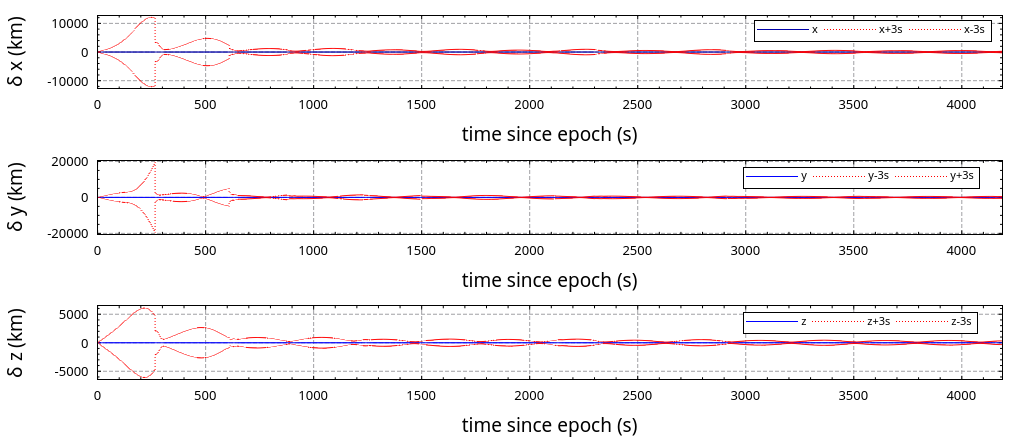 10000
0
-10000
δ x (km)
x x+3s x-3s
0 500 1000 1500 2000 2500 3000 3500 4000
time since epoch (s)
20000
0
-20000
δ y (km)
y y-3s y+3s
0 500 1000 1500 2000 2500 3000 3500 4000
time since epoch (s)
5000
0
-5000
δ z (km)
z z+3s z-3s
0 500 1000 1500 2000 2500 3000 3500 4000
time since epoch (s)